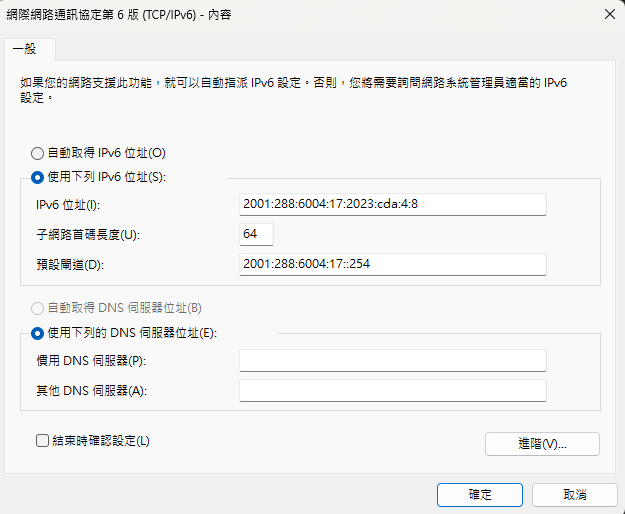 網際網路通訊協定第 6 版 (TCP/IPv6) - 內容
一般
如果您的網路支援此功能，就可以自動指派 IPv6 設定。否則，您將需要詢問網路系統管理員適當的 IPv6
設定。
自動取得 IPv6 位址(O)
使用下列 IPv6 位址(S):
IPv6 位址(I): 2001:288:6004:17:2023:cda:4:8
子網路首碼長度(U): 64
預設閘道(D): 2001:288:6004:17::254
自動取得 DNS 伺服器位址(B)
使用下列的 DNS 伺服器位址(E):
慣用 DNS 伺服器(P):
其他 DNS 伺服器(A):
結束時確認設定(L)
進階(V)...
確定 取消